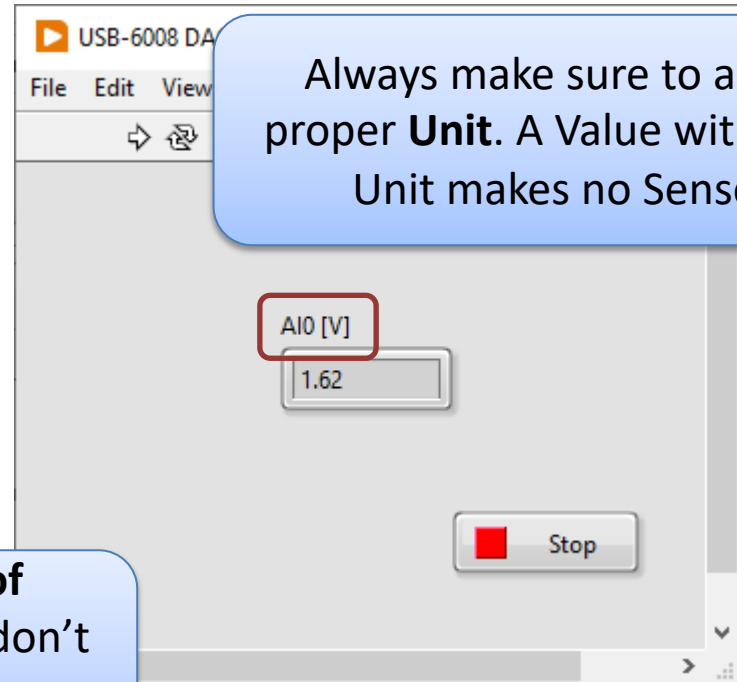 USB-6008 DA
File Edit View
Always make sure to a
proper Unit. A Value wit
Unit makes no Sens
AI0 [V]
1.62
Stop
of
don't